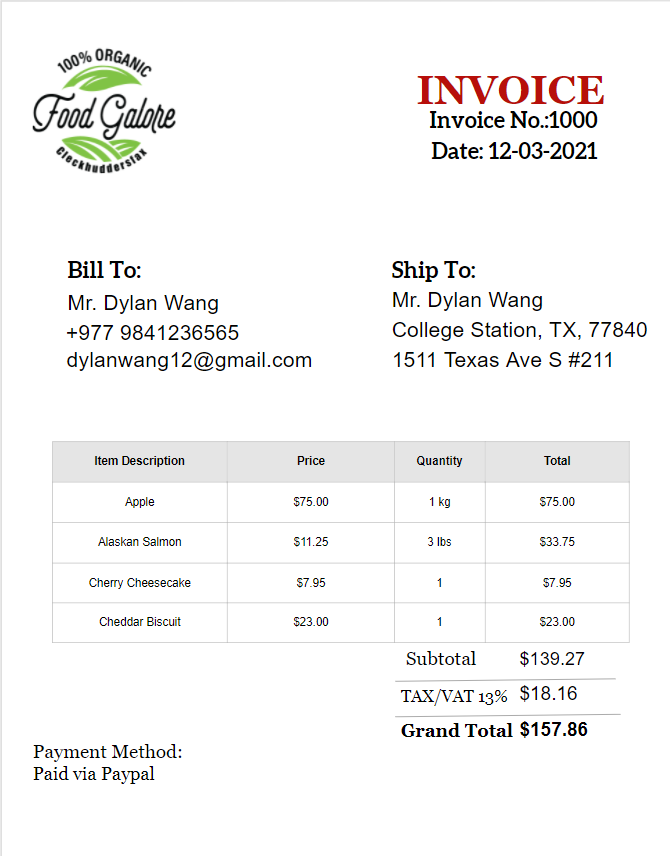 100% ORGANIC
Food Galore
Cleckhuddersfax
INVOICE
Invoice No.:1000
Date: 12-03-2021
Bill To:
Mr. Dylan Wang
+977 9841236565
dylanwang12@gmail.com
Ship To:
Mr. Dylan Wang
College Station, TX, 77840
1511 Texas Ave S #211
Item Description Price Quantity Total
Apple $75.00 1 kg $75.00
Alaskan Salmon $11.25 3 lbs $33.75
Cherry Cheesecake $7.95 1 $7.95
Cheddar Biscuit $23.00 1 $23.00
Subtotal $139.27
TAX/VAT 13% $18.16
Grand Total $157.86
Payment Method:
Paid via Paypal